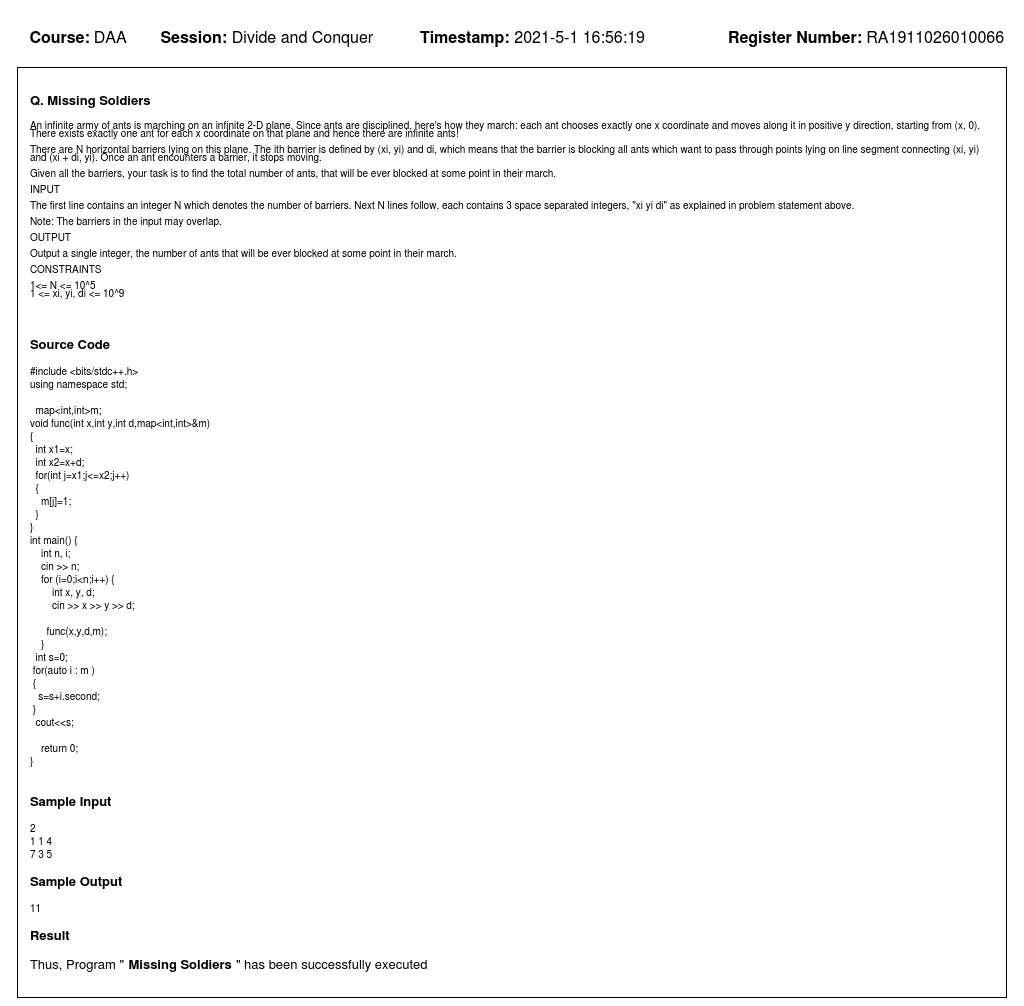 Course: DAA Session: Divide and Conquer Timestamp: 2021-5-1 16:56:19 Register Number: RA1911026010066
Q. Missing Soldiers
An infinite army of ants is marching on an infinite 2-D plane. Since ants are disciplined, here's how they march: each ant chooses exactly one x coordinate and moves along it in positive y direction, starting from (x, 0).
There exists exactly one ant for each x coordinate on that plane and hence there are infinite ants!
There are N horizontal barriers lying on this plane. The ith barrier is defined by (xi, yi) and di, which means that the barrier is blocking all ants which want to pass through points lying on line segment connecting (xi, yi)
and (xi + di, yi). Once an ant encounters a barrier, it stops moving.
Given all the barriers, your task is to find the total number of ants, that will be ever blocked at some point in their march.
INPUT
The first line contains an integer N which denotes the number of barriers. Next N lines follow, each contains 3 space separated integers, "xi yi di" as explained in problem statement above.
Note: The barriers in the input may overlap.
OUTPUT
Output a single integer, the number of ants that will be ever blocked at some point in their march.
CONSTRAINTS
1<= N <= 10^5
1 <= xi, yi, di <= 10^9
Source Code
#include <bits/stdc++.h>
using namespace std;
map<int,int>m;
void func(int x,int y,int d,map<int,int>&m)
{
int x1=x;
int x2=x+d;
for(int j=x1;j<=x2;j++)
{
m[j]=1;
}
}
int main() {
int n, i;
cin >> n;
for (i=0;i<n;i++) {
int x, y, d;
cin >> x >> y >> d;
func(x,y,d,m);
}
int s=0;
for(auto i : m )
{
s=s+i.second;
}
cout<<s;
return 0;
}
Sample Input
2
1 1 4
7 3 5
Sample Output
11
Result
Thus, Program " Missing Soldiers " has been successfully executed